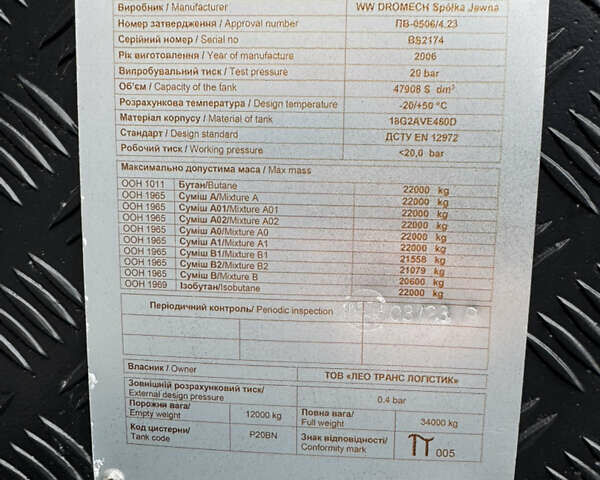 Виробник / Manufacturer WW DROMECH Spółka Jawna
Номер затвердження / Approval number ПВ-0506/4.23
Серійний номер / Serial no BS2174
Рік виготовлення / Year of manufacture 2006
Випробувальний тиск / Test pressure 20 bar
Об'єм / Capacity of the tank 47908 S dm³
Розрахункова температура / Design temperature -20/+50 °C
Матеріал корпусу / Material of tank 18G2AVE460D
Стандарт / Design standard ДСТУ EN 12972
Робочий тиск / Working pressure <20,0 bar
Максимально допустима маса / Max mass
ООН 1011 Бутан/Butane 22000 kg
ООН 1965 Суміш А/Mixture A 22000 kg
ООН 1965 Суміш А01/Mixture A01 22000 kg
ООН 1965 Суміш А02/Mixture A02 22000 kg
ООН 1965 Суміш А0/Mixture A0 22000 kg
ООН 1965 Суміш А1/Mixture A1 22000 kg
ООН 1965 Суміш В1/Mixture B1 21558 kg
ООН 1965 Суміш В2/Mixture B2 21079 kg
ООН 1965 Суміш В/Mixture B 20600 kg
ООН 1969 Ізобутан/Isobutane 22000 kg
Періодичний контроль/ Periodic inspection 03/23 P
Власник / Owner ТОВ «ЛЕО ТРАНС ЛОГІСТИК»
Зовнішній розрахунковий тиск/
External design pressure 0.4 bar
Порожня вага/
Empty weight 12000 kg
Повна вага/
Full weight 34000 kg
Код цистерни/
Tank code P20BN
Знак відповідності/
Conformity mark 005